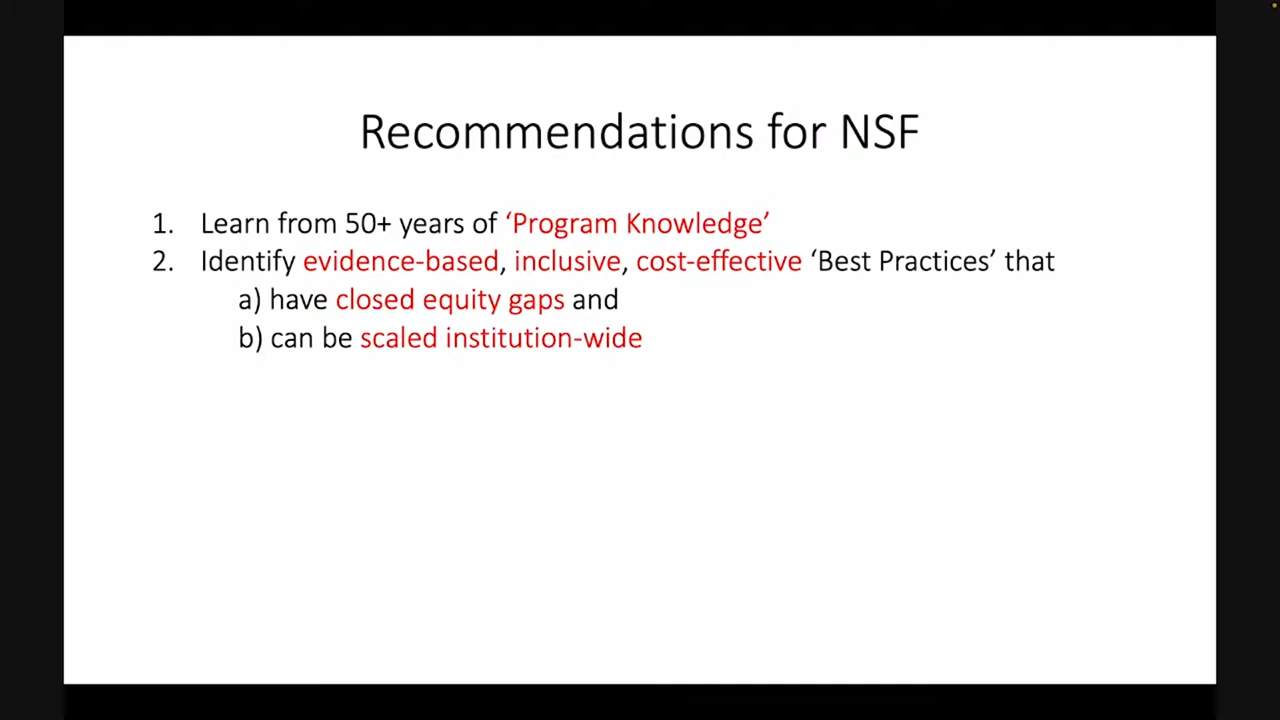 Recommendations for NSF
1. Learn from 50+ years of ‘Program Knowledge’
2. Identify evidence-based, inclusive, cost-effective ‘Best Practices’ that
a) have closed equity gaps and
b) can be scaled institution-wide